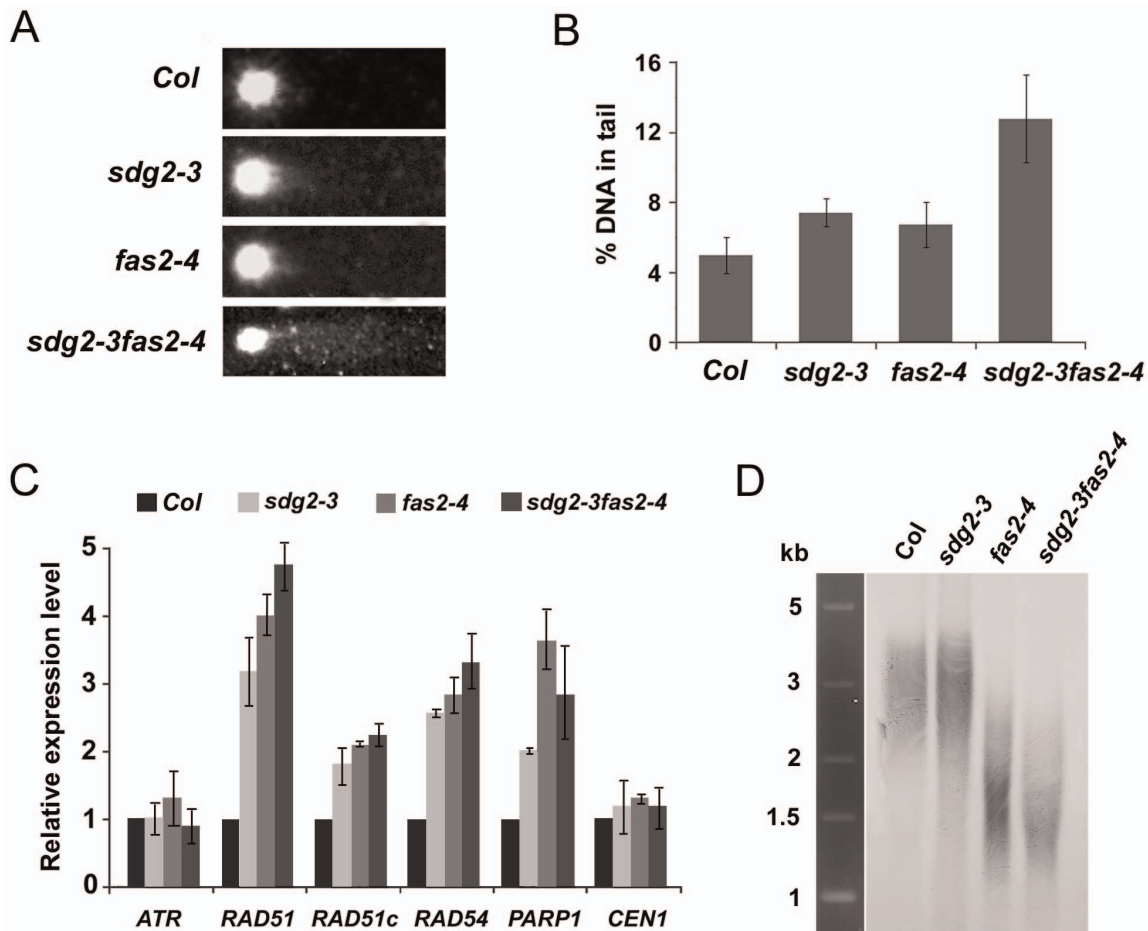 A
Col
sdg2-3
fas2-4
sdg2-3fas2-4
B
% DNA in tail
16
12
8
4
0
Col sdg2-3 fas2-4 sdg2-3fas2-4
C
Col sdg2-3 fas2-4 sdg2-3fas2-4
Relative expression level
5
4
3
2
1
0
ATR RAD51 RAD51c RAD54 PARP1 CEN1
D
Col sdg2-3 fas2-4 sdg2-3fas2-4
kb
5
3
2
1.5
1